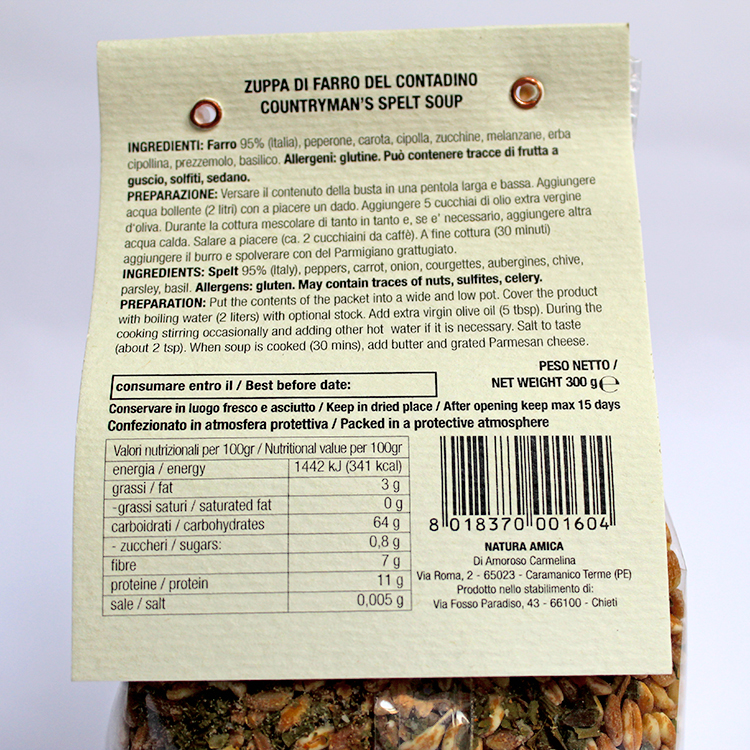 ZUPPA DI FARRO DEL CONTADINO
COUNTRYMAN'S SPELT SOUP
INGREDIENTI: Farro 95% (Italia), peperone, carota, cipolla, zucchine, melanzane, erba
cipollina, prezzemolo, basilico. Allergeni: glutine. Può contenere tracce di frutta a
guscio, solfiti, sedano.
PREPARAZIONE: Versare il contenuto della busta in una pentola larga e bassa. Aggiungere
acqua bollente (2 litri) con a piacere un dado. Aggiungere 5 cucchiai di olio extra vergine
d'oliva. Durante la cottura mescolare di tanto in tanto e, se e' necessario, aggiungere altra
acqua calda. Salare a piacere (ca. 2 cucchiaini da caffè). A fine cottura (30 minuti)
aggiungere il burro e spolverare con del Parmigiano grattugiato.
INGREDIENTS: Spelt 95% (Italy), peppers, carrot, onion, courgettes, aubergines, chive,
parsley, basil. Allergens: gluten. May contain traces of nuts, sulfites, celery.
PREPARATION: Put the contents of the packet into a wide and low pot. Cover the product
with boiling water (2 liters) with optional stock. Add extra virgin olive oil (5 tbsp). During the
cooking stirring occasionally and adding other hot water if it is necessary. Salt to taste
(about 2 tsp). When soup is cooked (30 mins), add butter and grated Parmesan cheese.
PESO NETTO /
NET WEIGHT 300 g ℮
consumare entro il / Best before date:
Conservare in luogo fresco e asciutto / Keep in dried place / After opening keep max 15 days
Confezionato in atmosfera protettiva / Packed in a protective atmosphere
Valori nutrizionali per 100gr / Nutritional value per 100gr
energia / energy 1442 kJ (341 kcal)
grassi / fat 3 g
-grassi saturi / saturated fat 0 g
carboidrati / carbohydrates 64 g
- zuccheri / sugars: 0,8 g
fibre 7 g
proteine / protein 11 g
sale / salt 0,005 g
8 018370 001604
NATURA AMICA
Di Amoroso Carmelina
Via Roma, 2 - 65023 - Caramanico Terme (PE)
Prodotto nello stabilimento di:
Via Fosso Paradiso, 43 - 66100 - Chieti